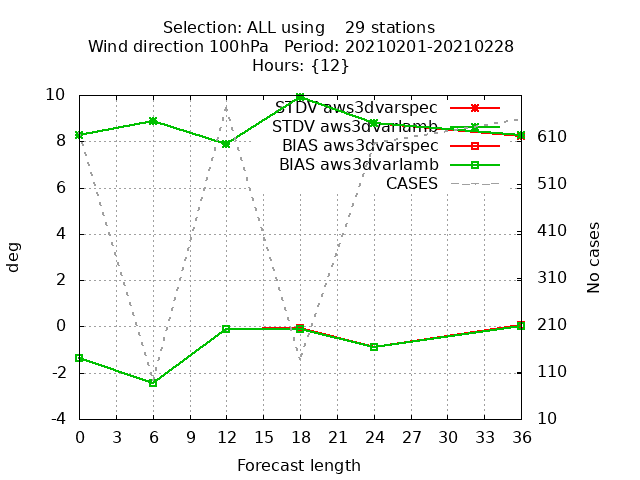 Selection: ALL using 29 stations
Wind direction 100hPa Period: 20210201-20210228
Hours: {12}
STDV aws3dvarspec
STDV aws3dvarlamb
BIAS aws3dvarspec
BIAS aws3dvarlamb
CASES
10
8
6
4
2
0
-2
-4
deg
610
510
410
310
210
110
10
No cases
0 3 6 9 12 15 18 21 24 27 30 33 36
Forecast length